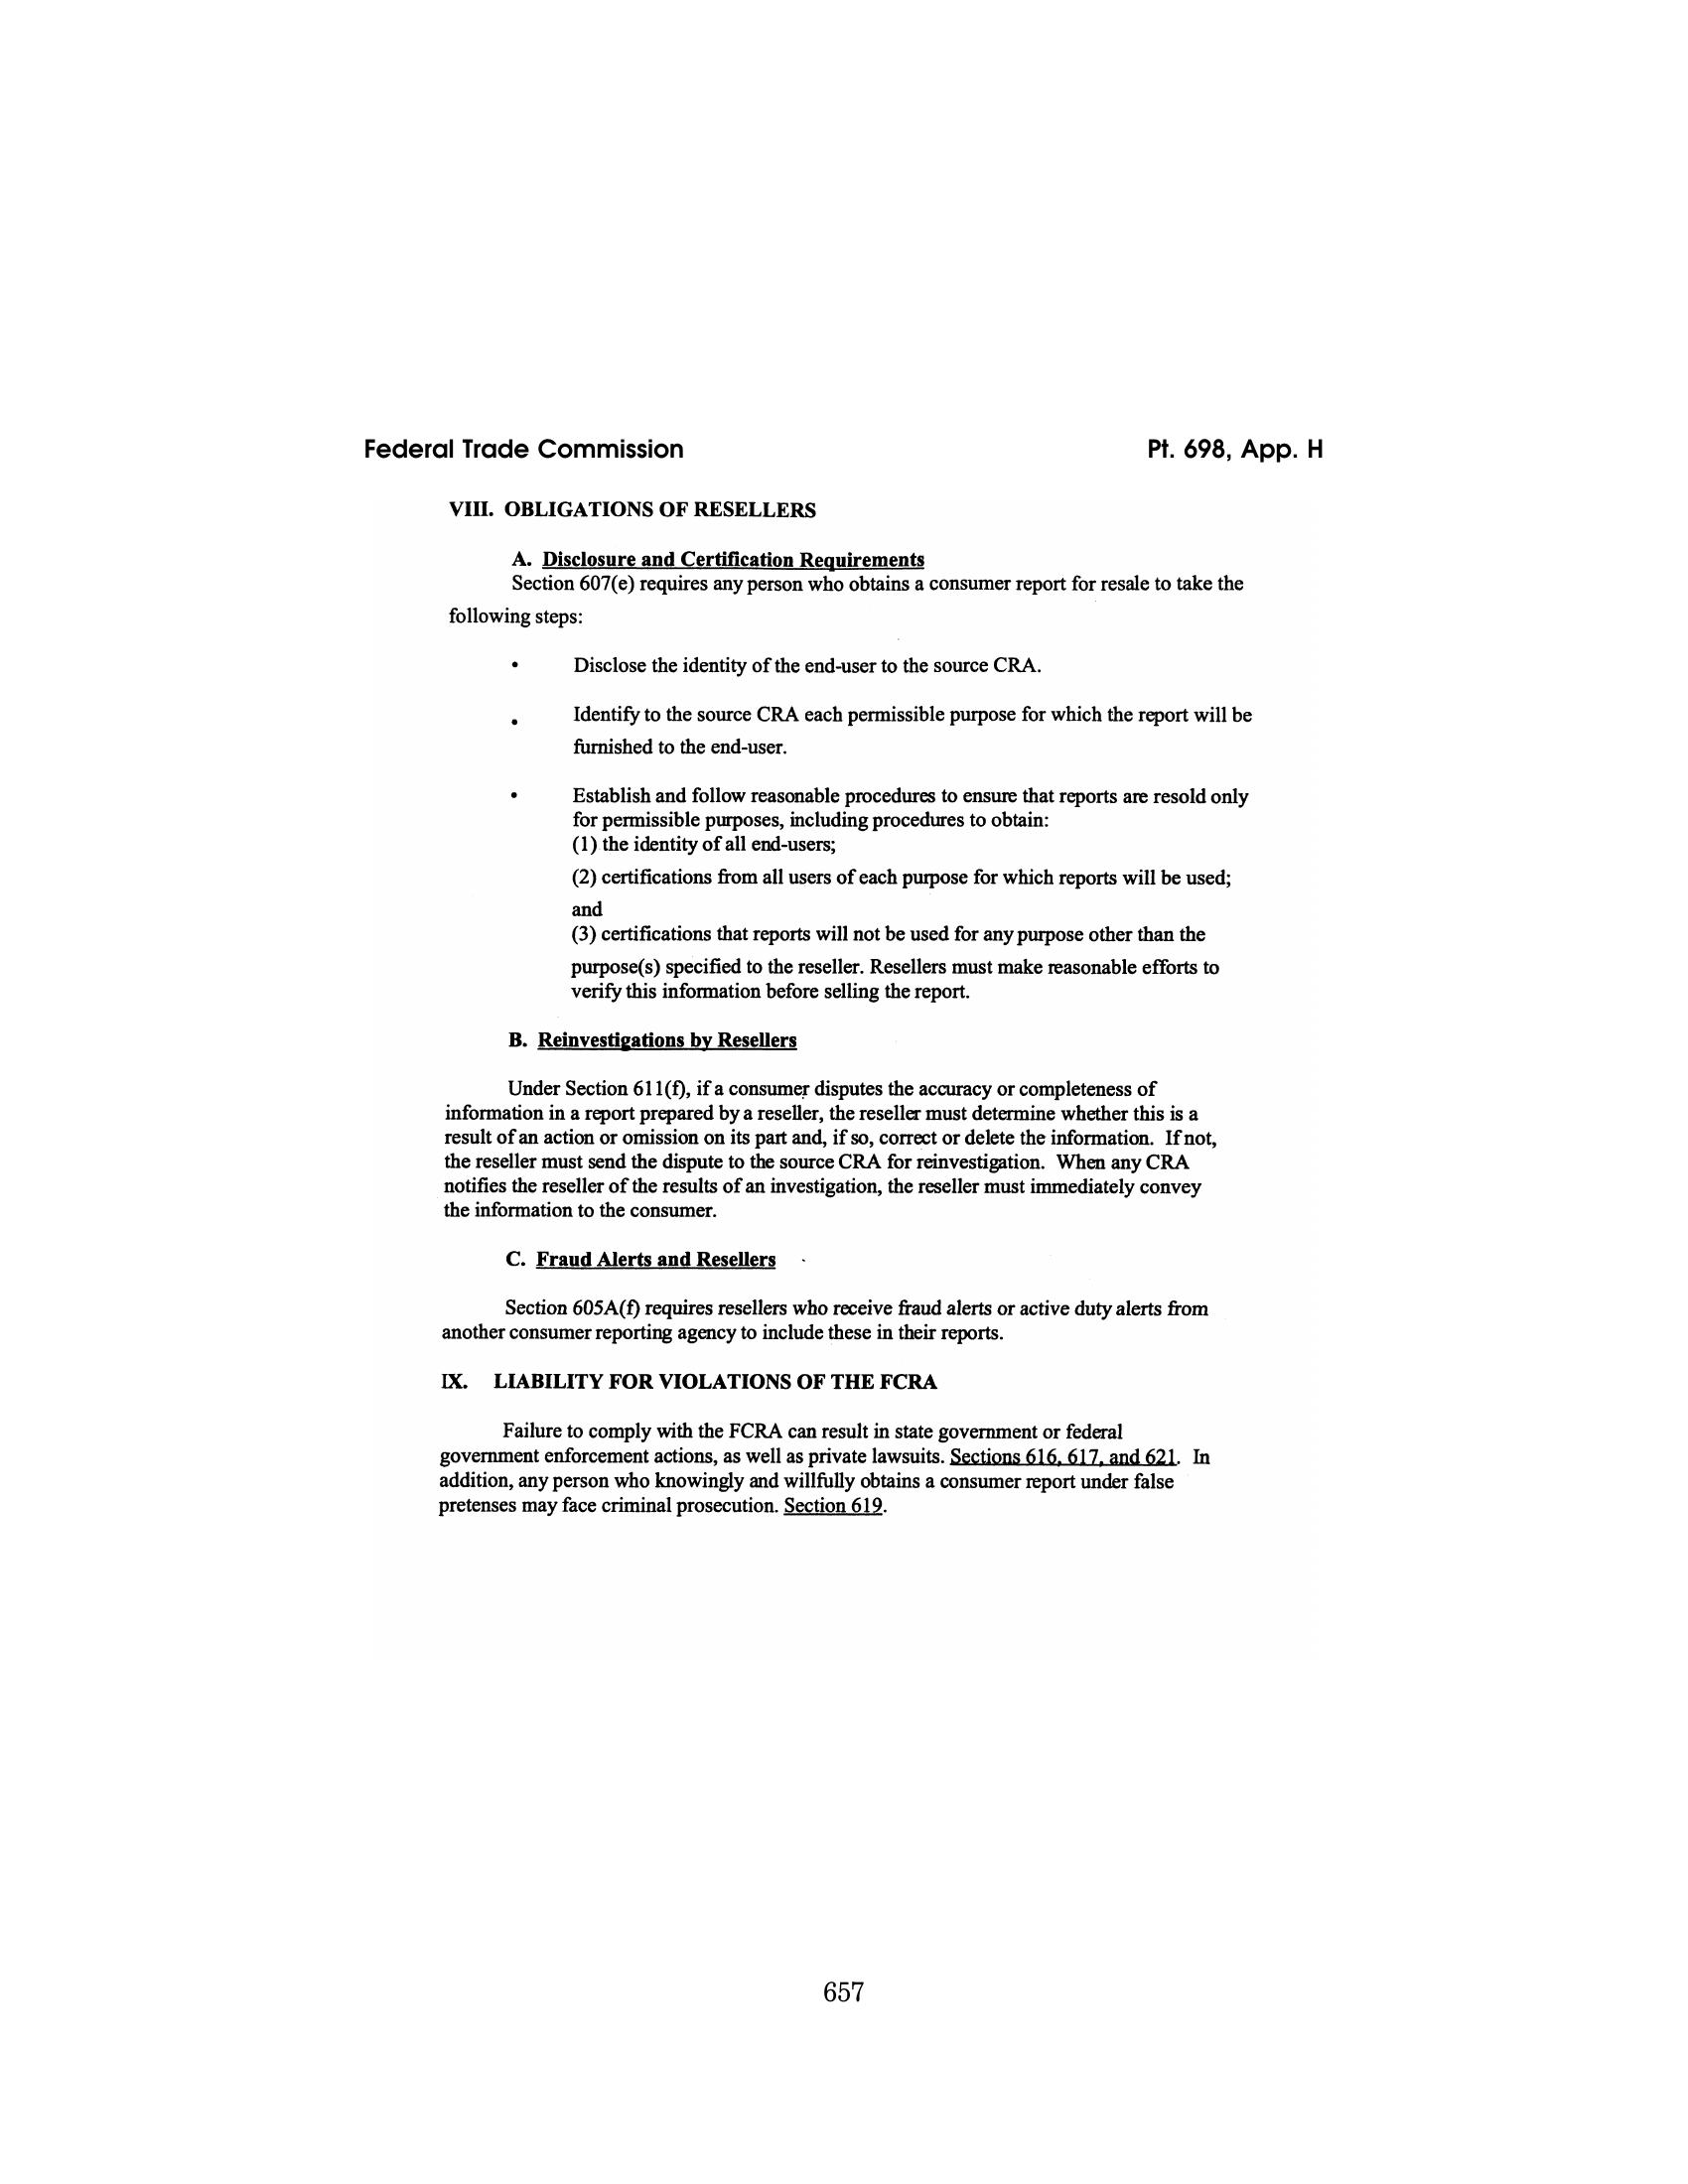 Federal Trade Commission Pt. 698, App. H
VIII. OBLIGATIONS OF RESELLERS
A. Disclosure and Certification Requirements
Section 607(e) requires any person who obtains a consumer report for resale to take the
following steps:
• Disclose the identity of the end-user to the source CRA.
• Identify to the source CRA each permissible purpose for which the report will be
furnished to the end-user.
• Establish and follow reasonable procedures to ensure that reports are resold only
for permissible purposes, including procedures to obtain:
(1) the identity of all end-users;
(2) certifications from all users of each purpose for which reports will be used;
and
(3) certifications that reports will not be used for any purpose other than the
purpose(s) specified to the reseller. Resellers must make reasonable efforts to
verify this information before selling the report.
B. Reinvestigations by Resellers
Under Section 611(f), if a consumer disputes the accuracy or completeness of
information in a report prepared by a reseller, the reseller must determine whether this is a
result of an action or omission on its part and, if so, correct or delete the information. If not,
the reseller must send the dispute to the source CRA for reinvestigation. When any CRA
notifies the reseller of the results of an investigation, the reseller must immediately convey
the information to the consumer.
C. Fraud Alerts and Resellers
Section 605A(f) requires resellers who receive fraud alerts or active duty alerts from
another consumer reporting agency to include these in their reports.
IX. LIABILITY FOR VIOLATIONS OF THE FCRA
Failure to comply with the FCRA can result in state government or federal
government enforcement actions, as well as private lawsuits. Sections 616, 617, and 621. In
addition, any person who knowingly and willfully obtains a consumer report under false
pretenses may face criminal prosecution. Section 619.
657